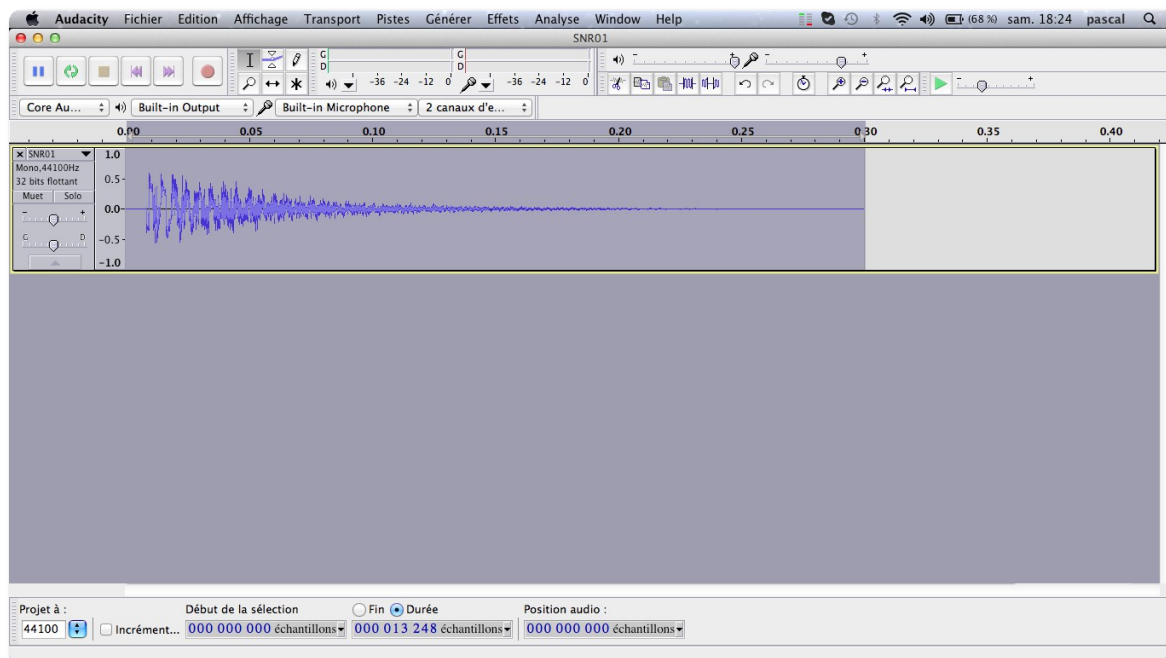 Audacity Fichier Edition Affichage Transport Pistes Générer Effets Analyse Window Help (68 %) sam. 18:24 pascal
SNR01
G
D
-36 -24 -12 0
G
D
-36 -24 -12 0
Core Au... Built-in Output Built-in Microphone 2 canaux d'e...
0.00 0.05 0.10 0.15 0.20 0.25 0.30 0.35 0.40
SNR01
Mono,44100Hz
32 bits flottant
Muet Solo
- +
G D
1.0
0.5
0.0
-0.5
-1.0
Projet à : Début de la sélection Fin Durée Position audio :
44100 Incrément... 000 000 000 échantillons 000 013 248 échantillons 000 000 000 échantillons